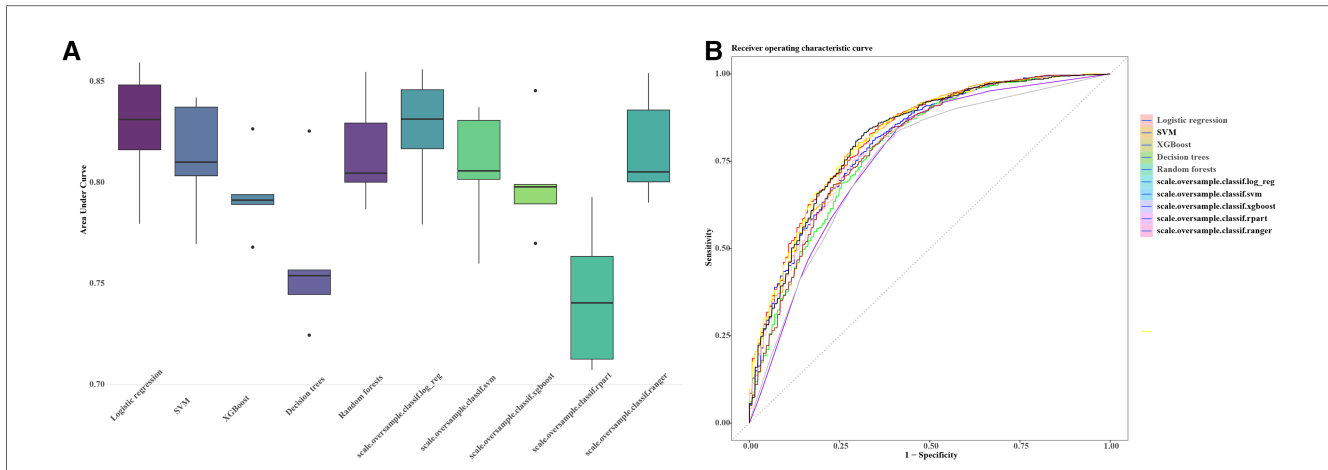 A
Area Under Curve
0.85
0.80
0.75
0.70
Logistic regression
SVM
XGBoost
Decision trees
Random forests
scale.oversample.classif.log_reg
scale.oversample.classif.svm
scale.oversample.classif.xgboost
scale.oversample.classif.rpart
scale.oversample.classif.ranger
B
Receiver operating characteristic curve
Sensitivity
1.00
0.75
0.50
0.25
0.00
0.00
0.25
0.50
0.75
1.00
1 − Specificity
Logistic regression
SVM
XGBoost
Decision trees
Random forests
scale.oversample.classif.log_reg
scale.oversample.classif.svm
scale.oversample.classif.xgboost
scale.oversample.classif.rpart
scale.oversample.classif.ranger